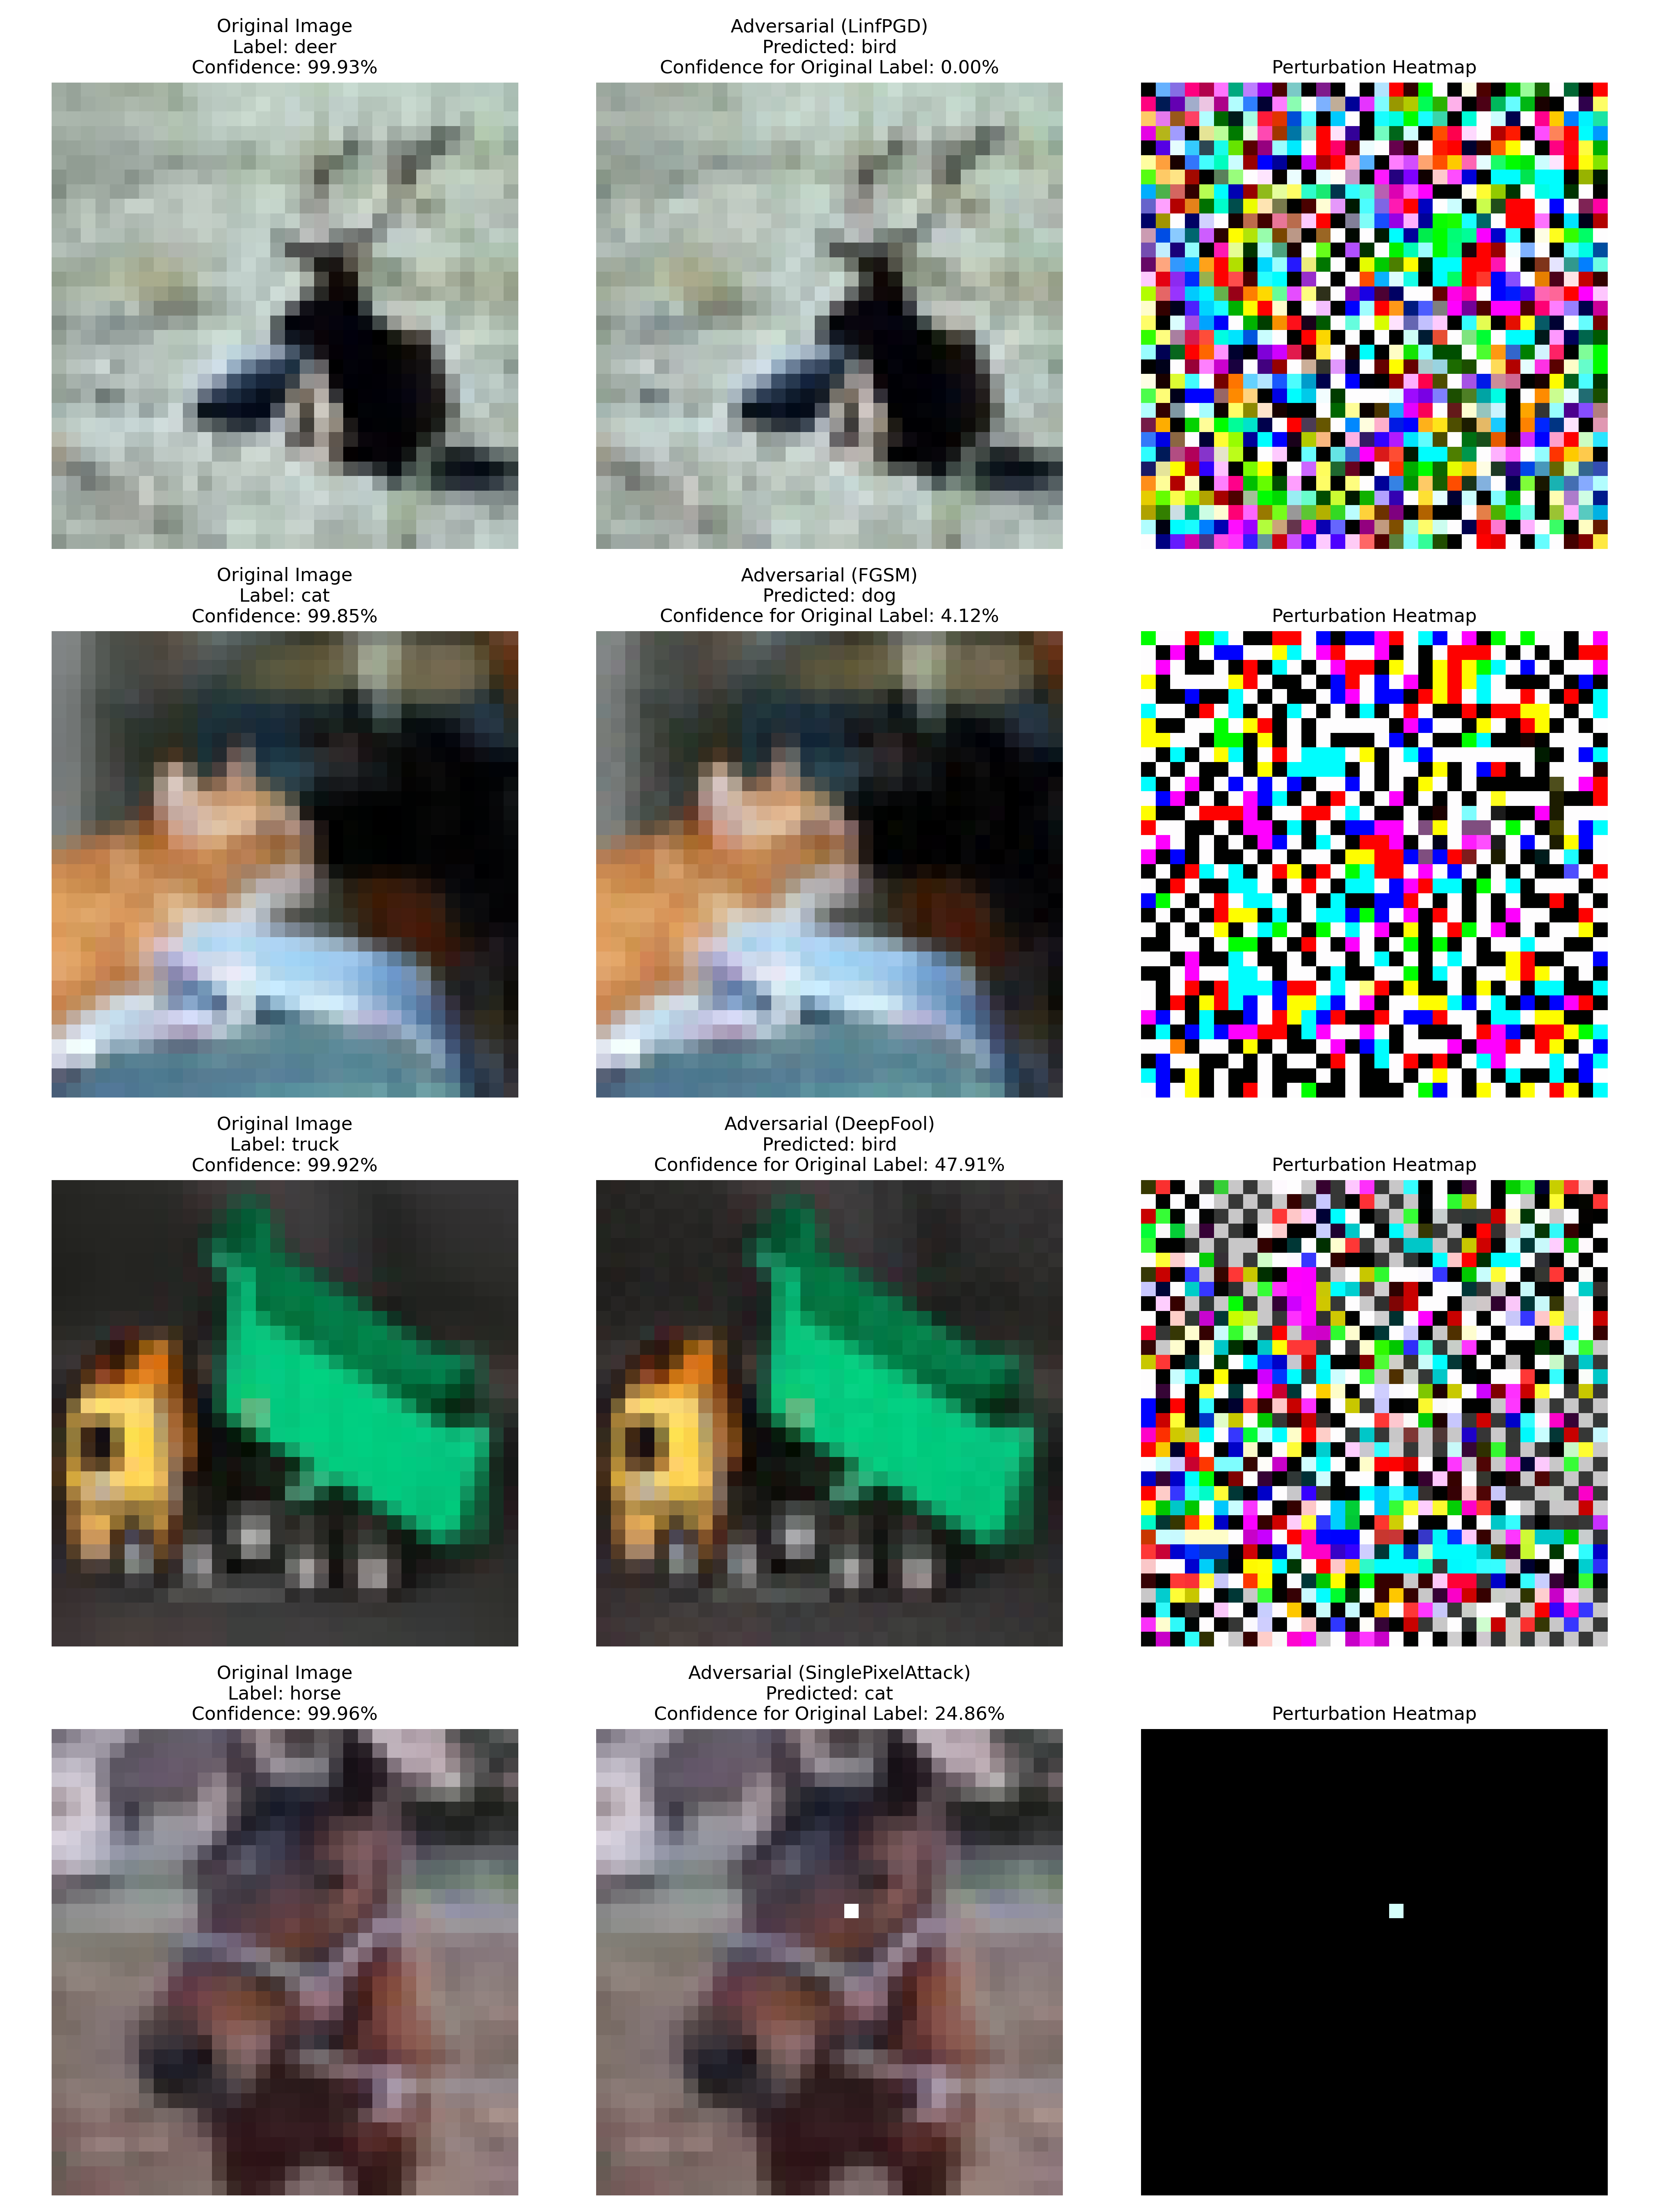 Original Image
Label: deer
Confidence: 99.93%
Adversarial (LinfPGD)
Predicted: bird
Confidence for Original Label: 0.00%
Perturbation Heatmap
Original Image
Label: cat
Confidence: 99.85%
Adversarial (FGSM)
Predicted: dog
Confidence for Original Label: 4.12%
Perturbation Heatmap
Original Image
Label: truck
Confidence: 99.92%
Adversarial (DeepFool)
Predicted: bird
Confidence for Original Label: 47.91%
Perturbation Heatmap
Original Image
Label: horse
Confidence: 99.96%
Adversarial (SinglePixelAttack)
Predicted: cat
Confidence for Original Label: 24.86%
Perturbation Heatmap